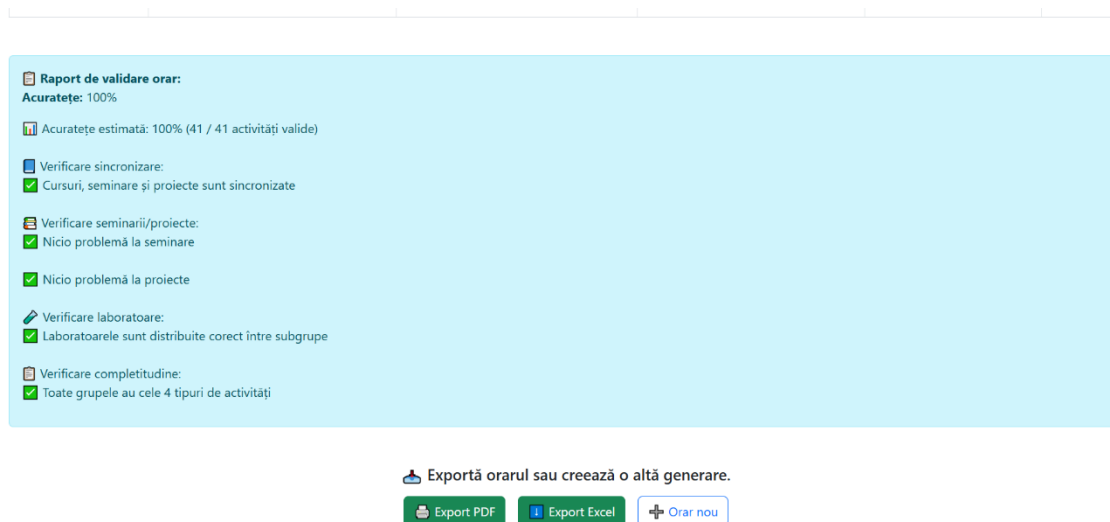 📋 Raport de validare orar:
Acuratețe: 100%
📊 Acuratețe estimată: 100% (41 / 41 activități valide)
📘 Verificare sincronizare:
✅ Cursuri, seminare și proiecte sunt sincronizate
📚 Verificare seminarii/proiecte:
✅ Nicio problemă la seminare
✅ Nicio problemă la proiecte
🧪 Verificare laboratoare:
✅ Laboratoarele sunt distribuite corect între subgrupe
📋 Verificare completitudine:
✅ Toate grupele au cele 4 tipuri de activități
📥 Exportă orarul sau creează o altă generare.
🖨️ Export PDF ⬇️ Export Excel ➕ Orar nou